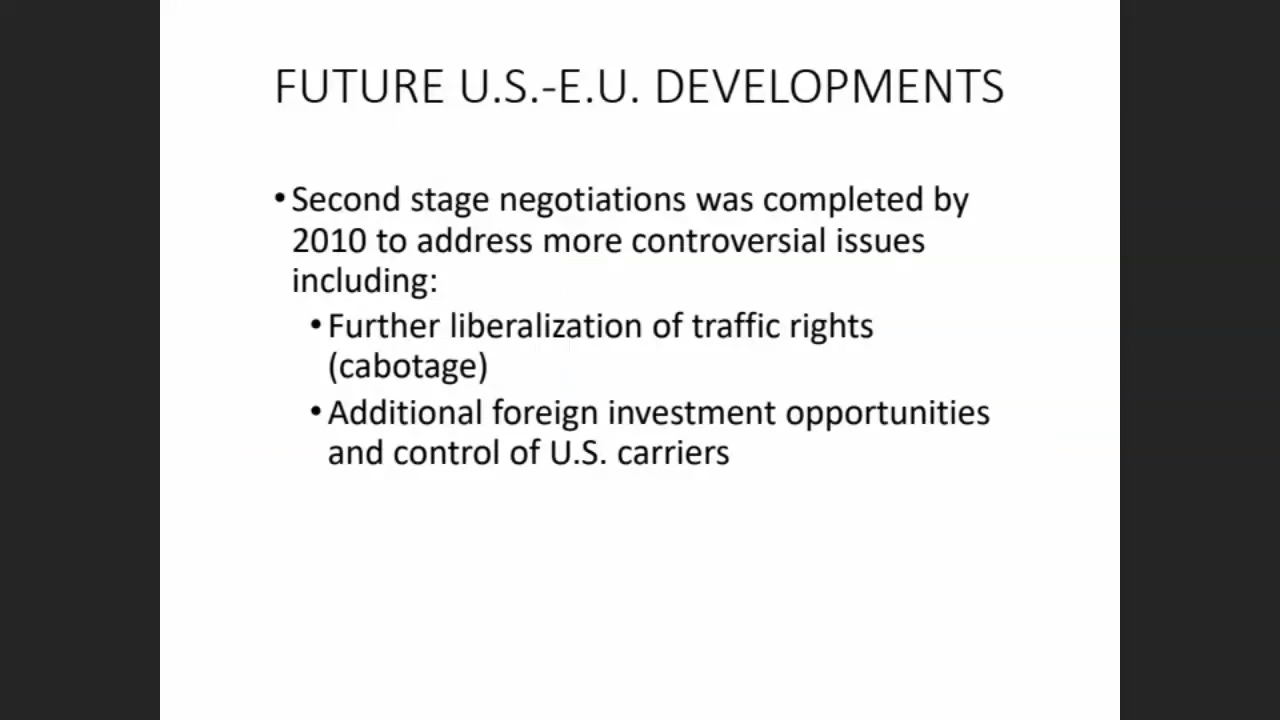 FUTURE U.S.-E.U. DEVELOPMENTS
• Second stage negotiations was completed by
2010 to address more controversial issues
including:
• Further liberalization of traffic rights
(cabotage)
• Additional foreign investment opportunities
and control of U.S. carriers